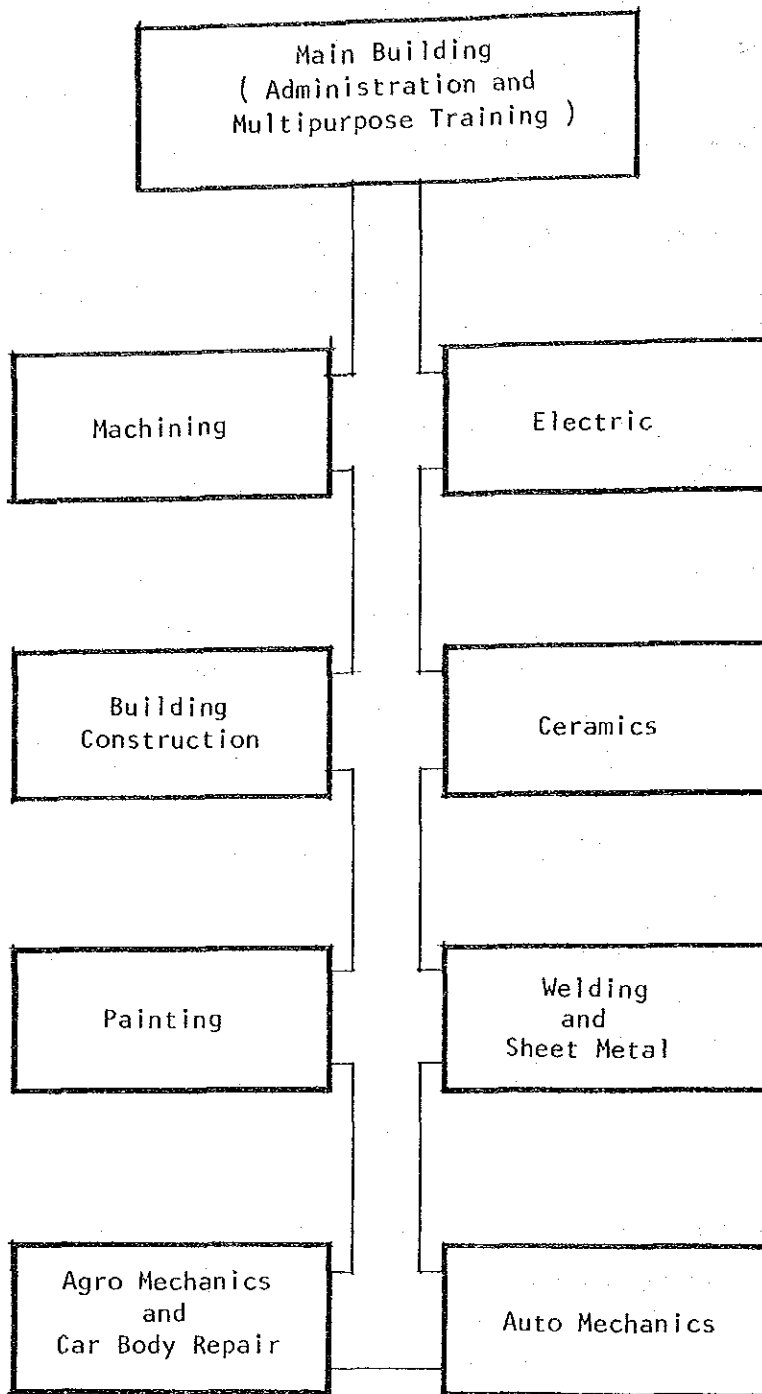 Main Building
( Administration and
Multipurpose Training )
Machining
Electric
Building
Construction
Ceramics
Painting
Welding
and
Sheet Metal
Agro Mechanics
and
Car Body Repair
Auto Mechanics